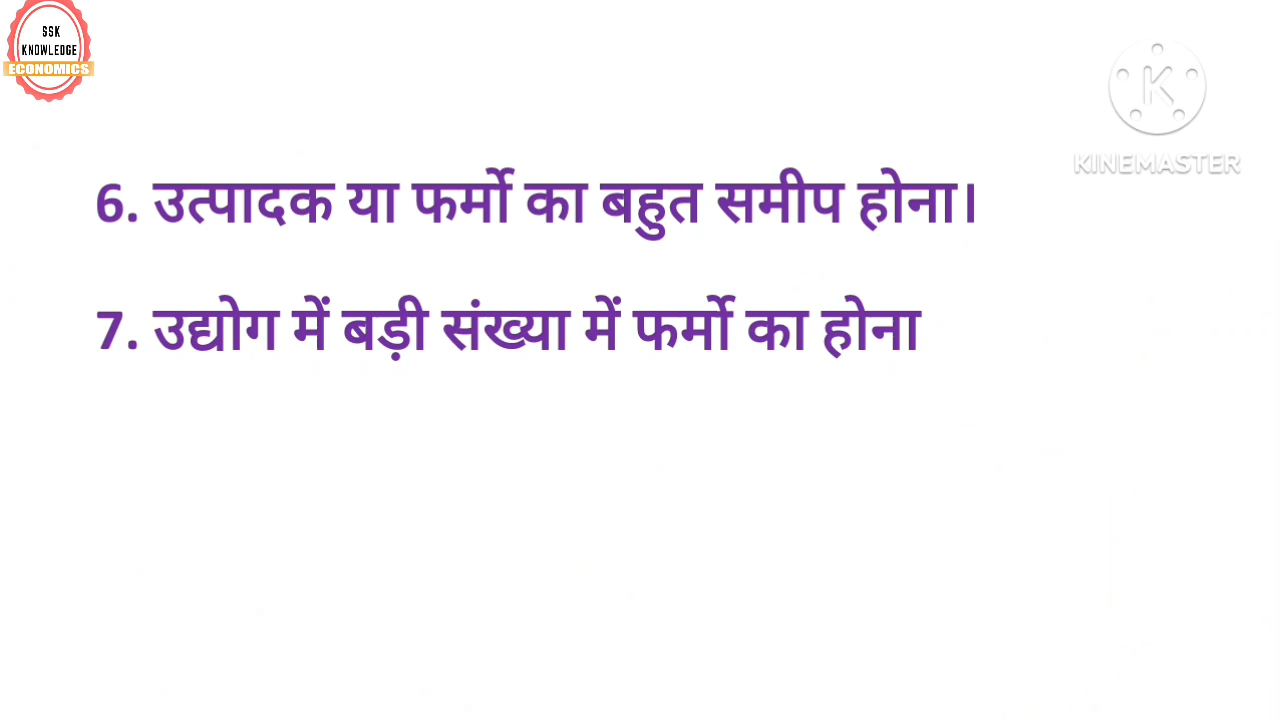 SSK
KNOWLEDGE
ECONOMICS
KINEMASTER
6. उत्पादक या फर्मो का बहुत समीप होना।
7. उद्योग में बड़ी संख्या में फर्मो का होना